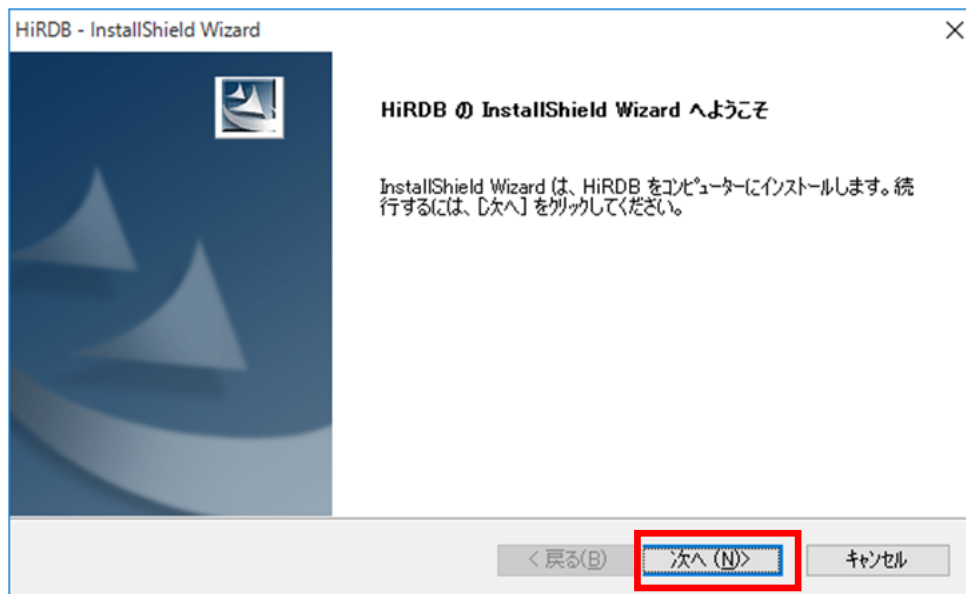 HiRDB - InstallShield Wizard
HiRDB の InstallShield Wizard へようこそ
InstallShield Wizard は、HiRDB をコンピューターにインストールします。続
行するには、[次へ] をクリックしてください。
< 戻る(B)
次へ (N)>
キャンセル